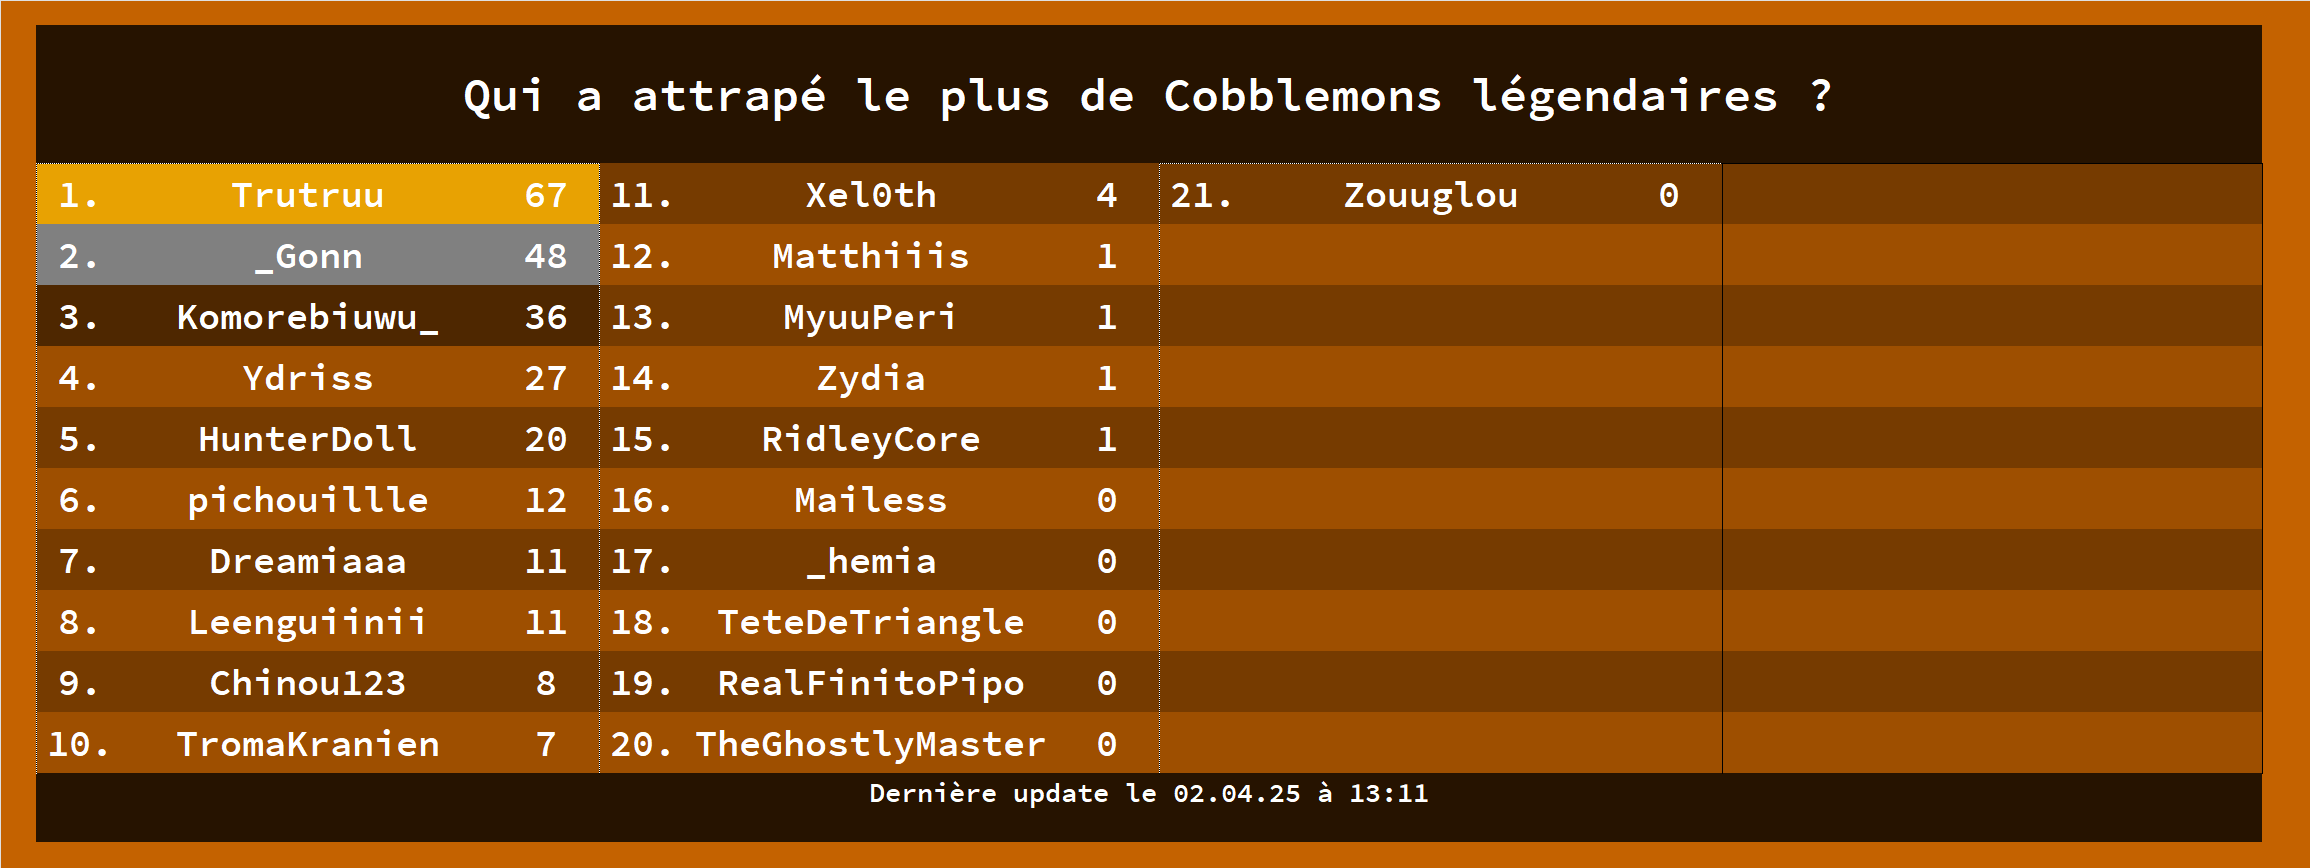 Qui a attrapé le plus de Cobblemons légendaires ?
1. Trutruu 67
2. _Gonn 48
3. Komorebiuwu_ 36
4. Ydriss 27
5. HunterDoll 20
6. pichouillle 12
7. Dreamiaaa 11
8. Leenguiinii 11
9. Chinou123 8
10. TromaKranien 7
11. Xel0th 4
12. Matthiiis 1
13. MyuuPeri 1
14. Zydia 1
15. RidleyCore 1
16. Mailess 0
17. _hemia 0
18. TeteDeTriangle 0
19. RealFinitoPipo 0
20. TheGhostlyMaster 0
21. Zouuglou 0
Dernière update le 02.04.25 à 13:11